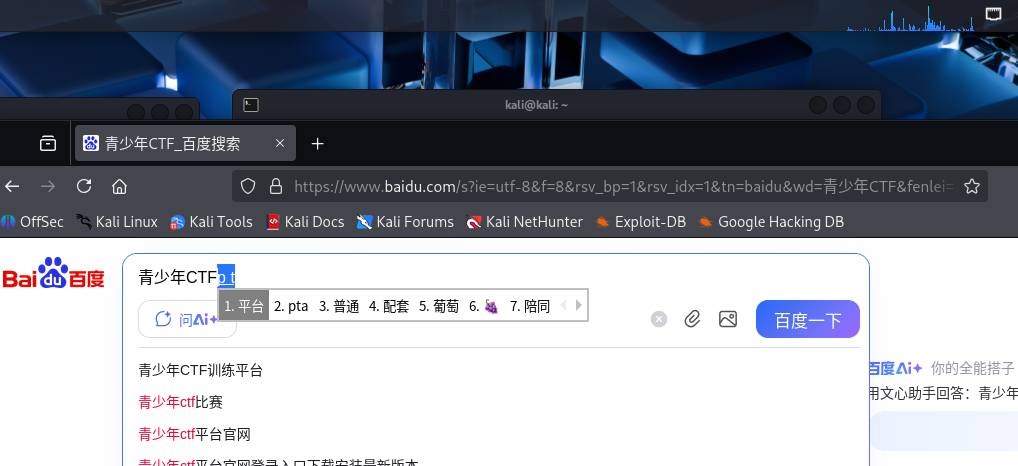 kali@kali: ~
青少年CTF_百度搜索
https://www.baidu.com/s?ie=utf-8&f=8&rsv_bp=1&rsv_idx=1&tn=baidu&wd=青少年CTF&fenlei=
OffSec Kali Linux Kali Tools Kali Docs Kali Forums Kali NetHunter Exploit-DB Google Hacking DB
Bai du 百度
青少年CTFp t
1. 平台 2. pta 3. 普通 4. 配套 5. 葡萄 6. 🍇 7. 陪同
问Ai+
百度一下
青少年CTF训练平台
百度Ai+ 你的全能搭子
用文心助手回答：青少年
青少年ctf比赛
青少年ctf平台官网
青少年ctf平台官网登录入口下载安装最新版本